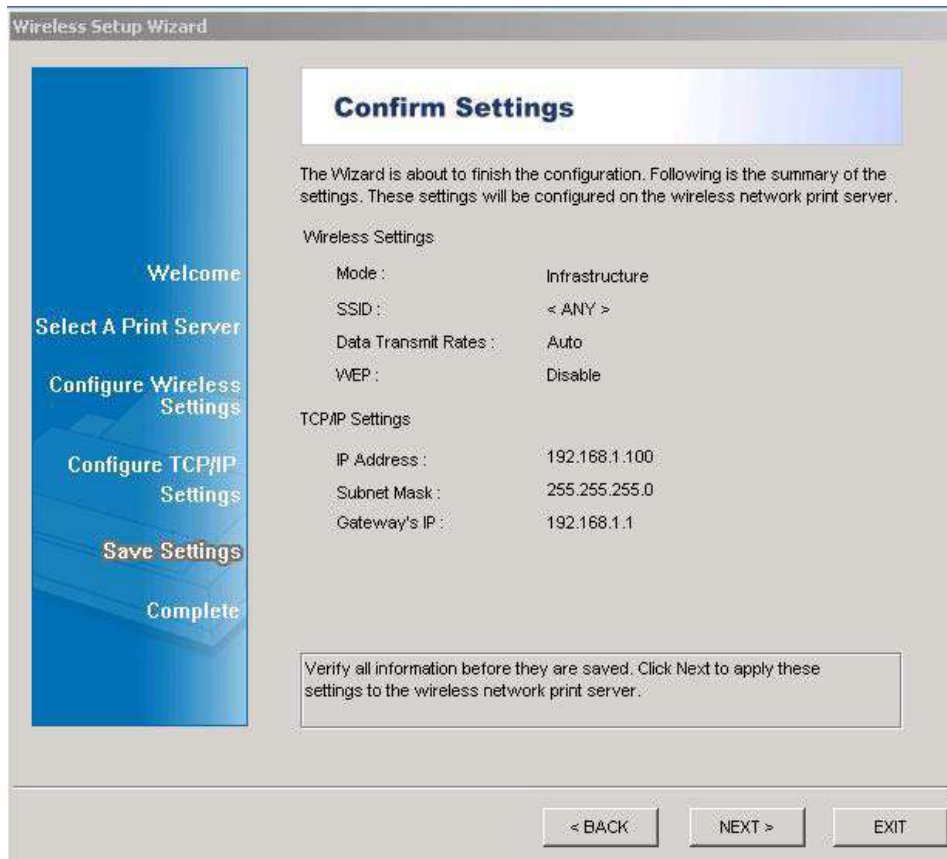 Wireless Setup Wizard
Welcome
Select A Print Server
Configure Wireless
Settings
Configure TCP/IP
Settings
Save Settings
Complete
Confirm Settings
The Wizard is about to finish the configuration. Following is the summary of the
settings. These settings will be configured on the wireless network print server.
Wireless Settings
Mode : Infrastructure
SSID : < ANY >
Data Transmit Rates : Auto
WEP : Disable
TCP/IP Settings
IP Address : 192.168.1.100
Subnet Mask : 255.255.255.0
Gateway's IP : 192.168.1.1
Verify all information before they are saved. Click Next to apply these
settings to the wireless network print server.
< BACK NEXT > EXIT